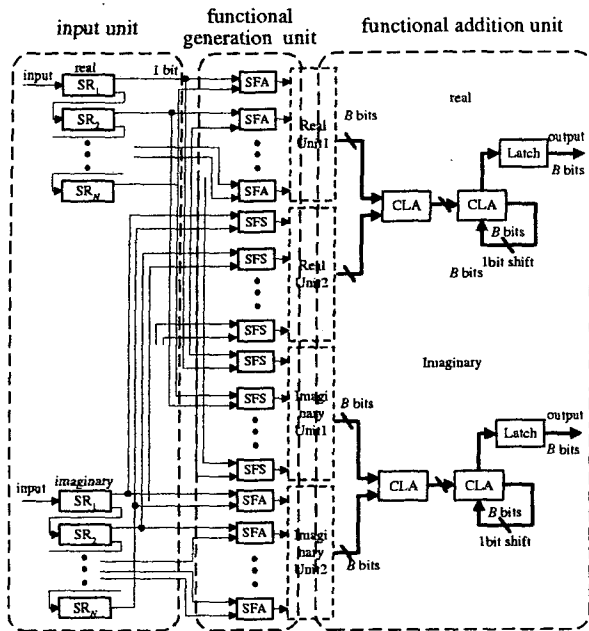 input unit
functional
generation unit
functional addition unit
real
input
SR1
1 bit
SR2
SRN
SFA
SFA
SFA
SFS
SFS
SFS
SFS
SFS
SFS
SFA
SFA
SFA
Real
Unit1
Real
Unit2
Imagi
nary
Unit1
Imagi
nary
Unit2
B bits
B bits
real
Latch
output
B bits
CLA
CLA
B bits
1bit shift
B bits
Imaginary
B bits
B bits
Latch
output
B bits
CLA
CLA
B bits
1bit shift
imaginary
input
SR1
SR2
SRN